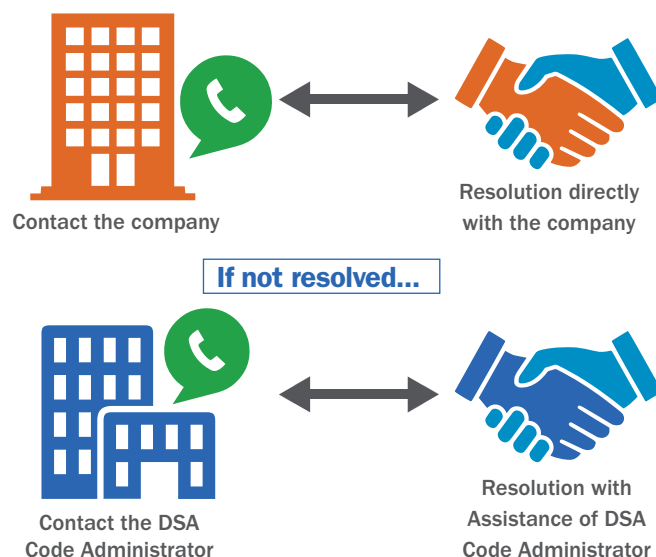 Contact the company
Resolution directly
with the company
If not resolved...
Contact the DSA
Code Administrator
Resolution with
Assistance of DSA
Code Administrator